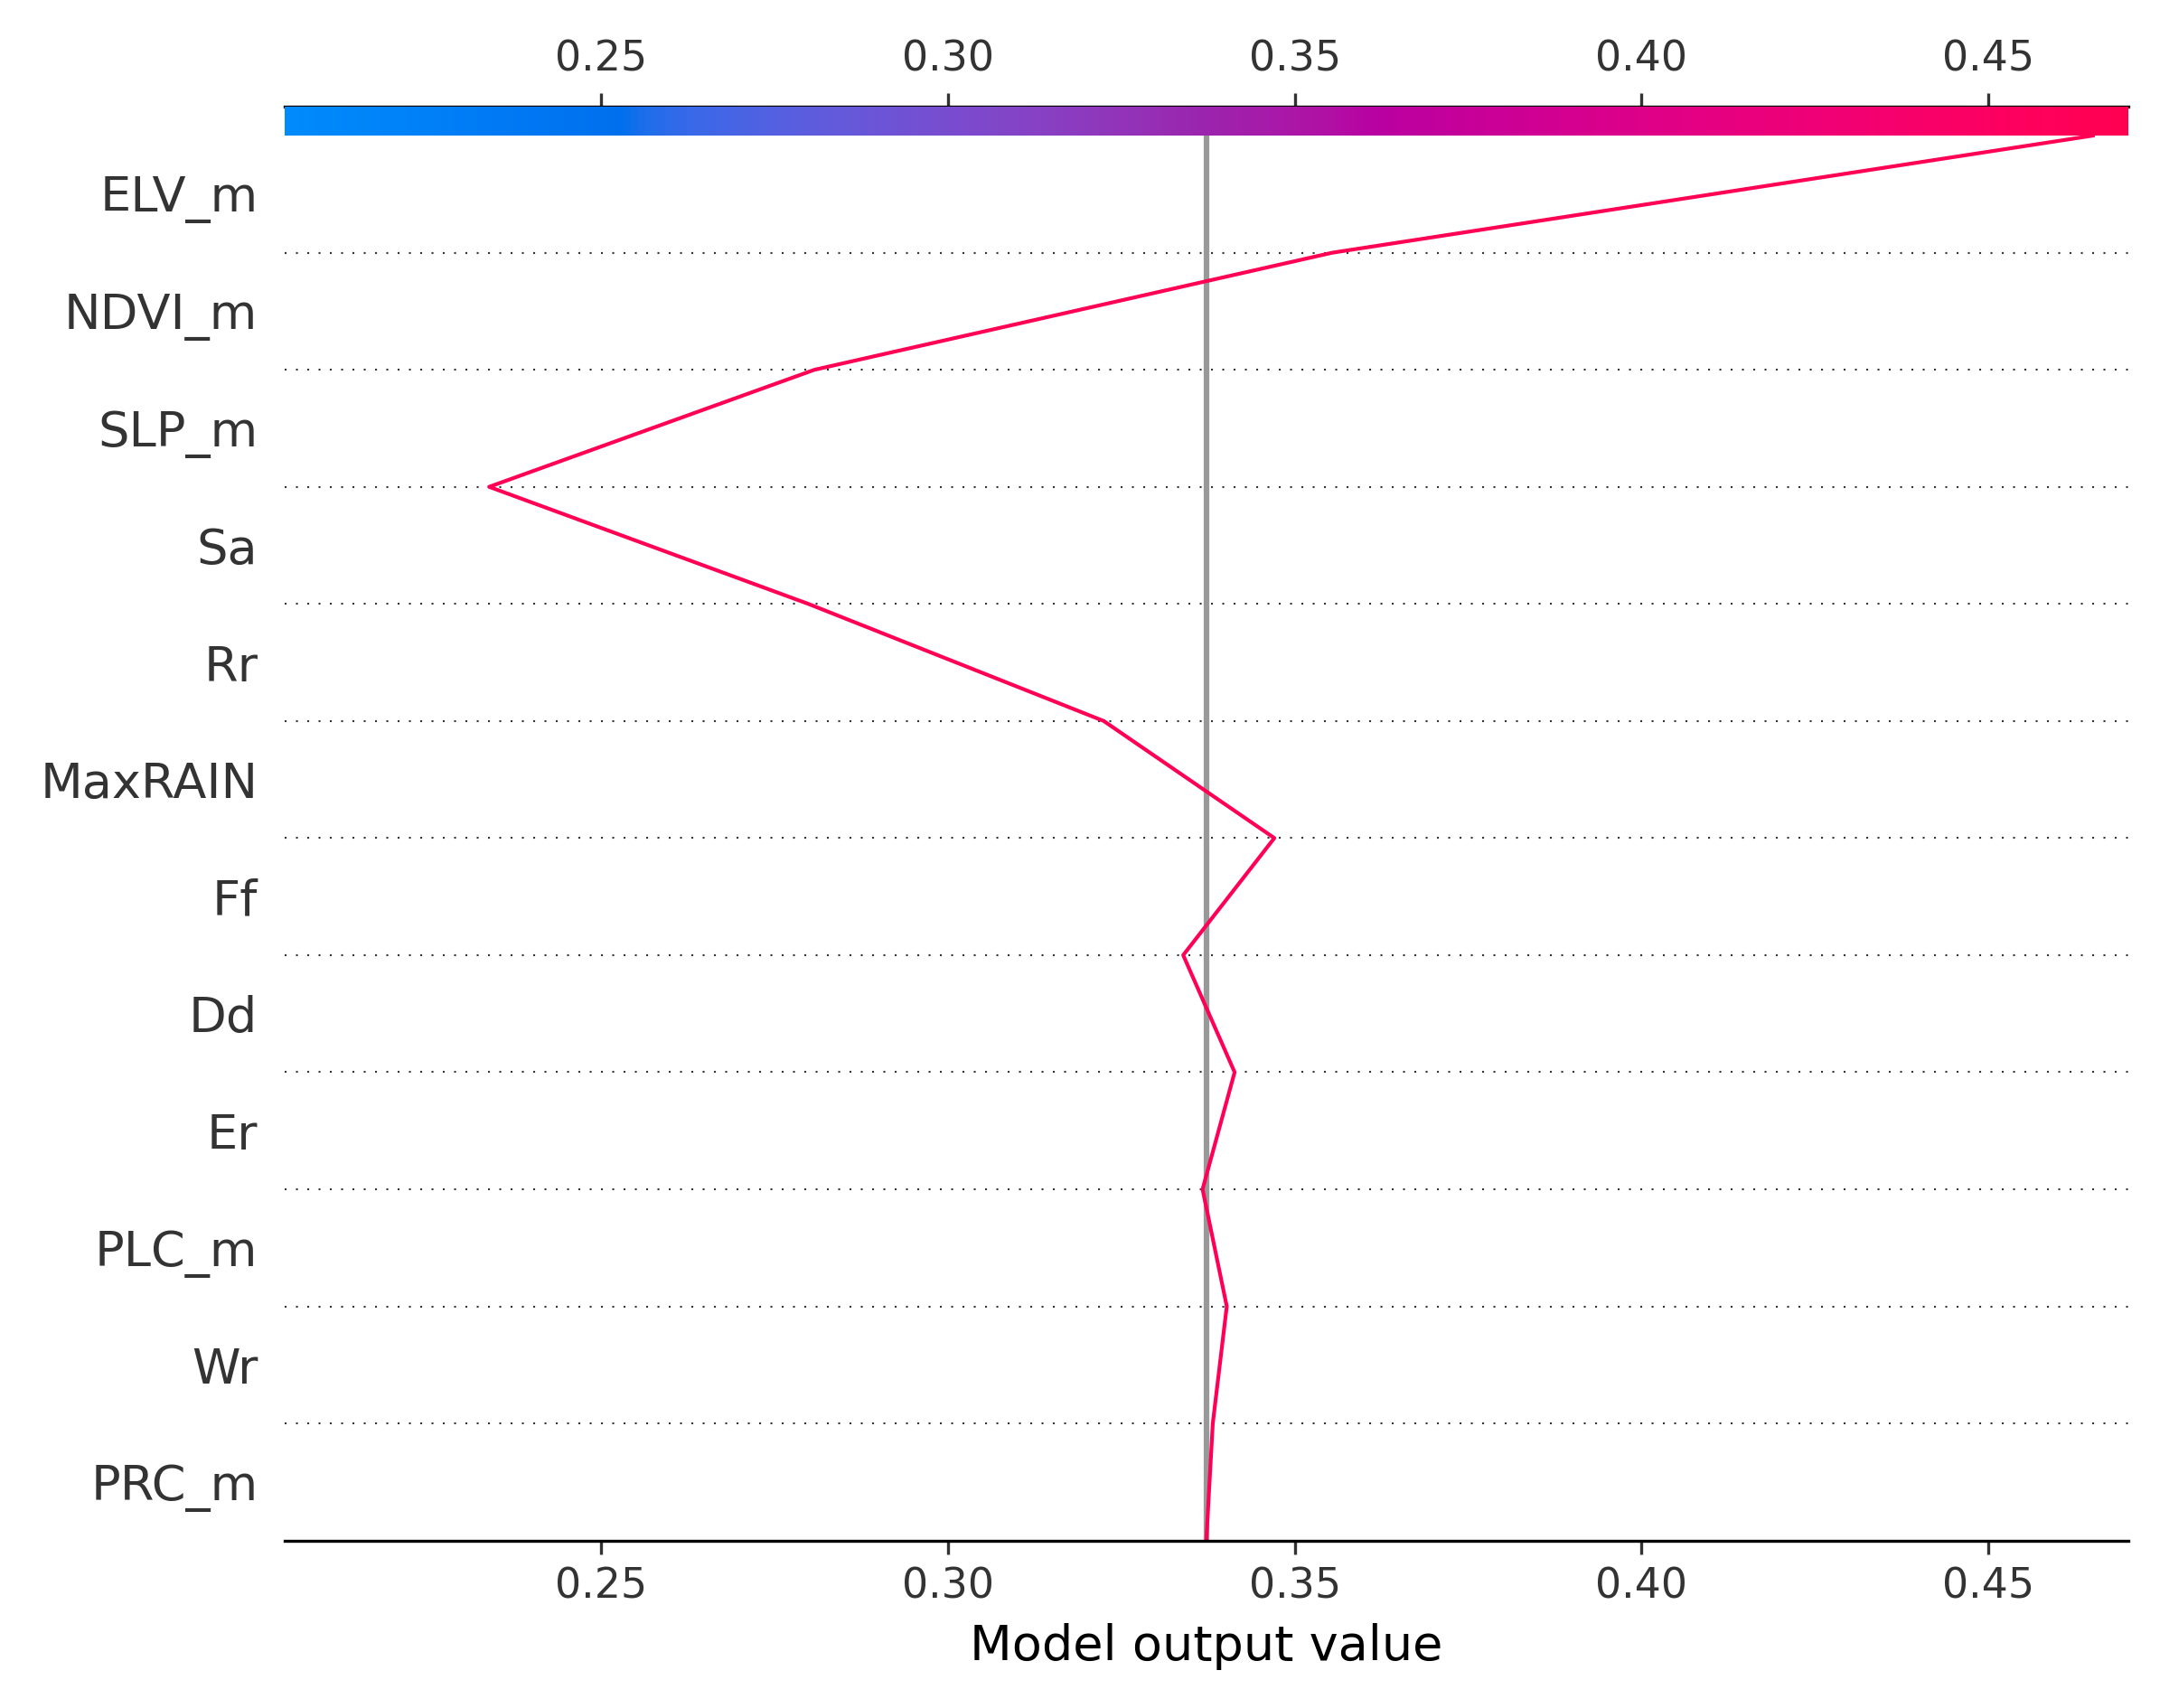 0.25 0.30 0.35 0.40 0.45
ELV_m
NDVI_m
SLP_m
Sa
Rr
MaxRAIN
Ff
Dd
Er
PLC_m
Wr
PRC_m
0.25 0.30 0.35 0.40 0.45
Model output value